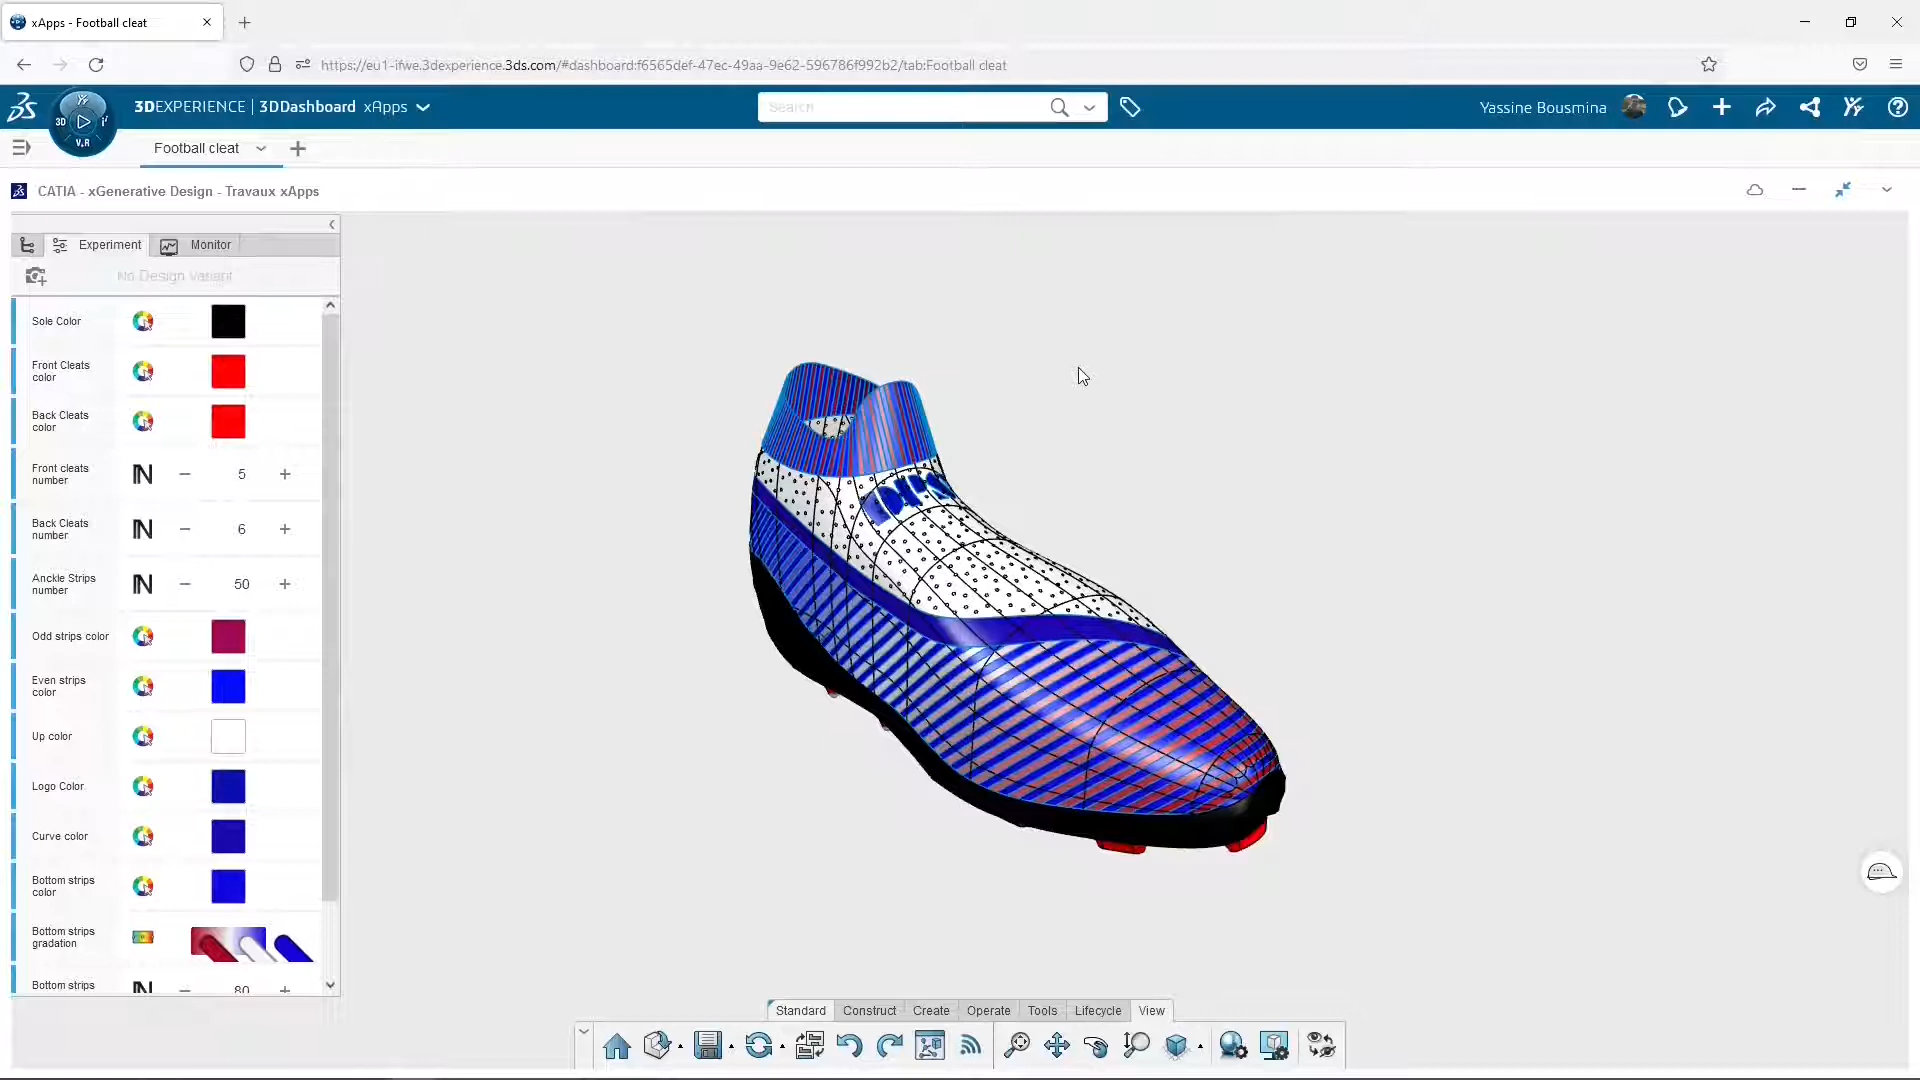 xApps - Football cleat
https://eu1-ifwe.3dexperience.3ds.com/#dashboard:f6565def-47ec-49aa-9e62-596786f992b2/tab:Football cleat
3DEXPERIENCE | 3DDashboard xApps
Search
Yassine Bousmina
3D
V.R
Football cleat
CATIA - xGenerative Design - Travaux xApps
Experiment
Monitor
No Design Variant
Sole Color
Front Cleats
color
Back Cleats
color
Front cleats
number
5
Back Cleats
number
6
Anckle Strips
number
50
Odd strips color
Even strips
color
Up color
Logo Color
Curve color
Bottom strips
color
Bottom strips
gradation
Bottom strips
80
Standard
Construct
Create
Operate
Tools
Lifecycle
View